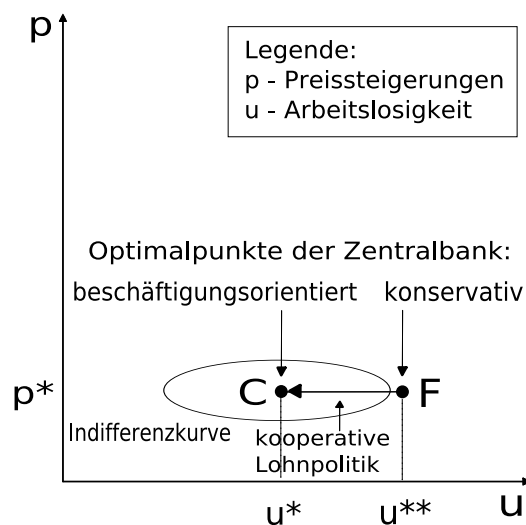 p
Legende:
p - Preissteigerungen
u - Arbeitslosigkeit
Optimalpunkte der Zentralbank:
beschäftigungsorientiert konservativ
p*
C F
Indifferenzkurve
kooperative
Lohnpolitik
u* u** u